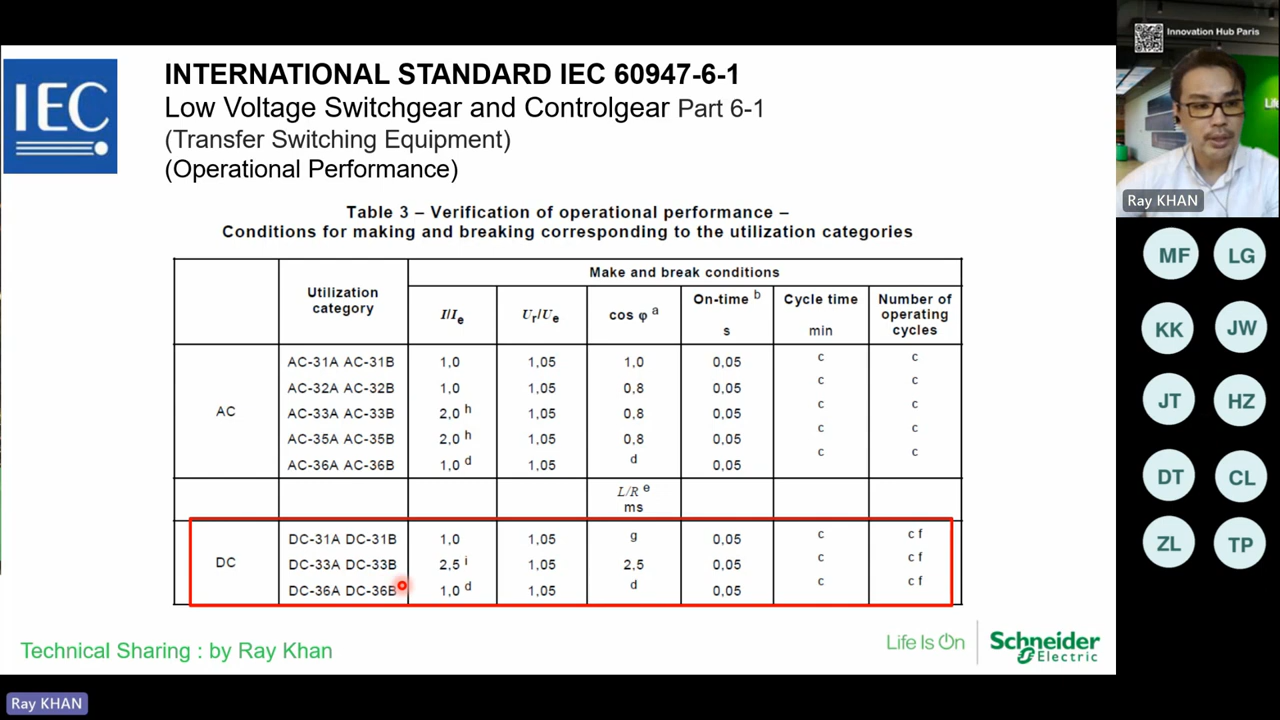 IEC
INTERNATIONAL STANDARD IEC 60947-6-1
Low Voltage Switchgear and Controlgear Part 6-1
(Transfer Switching Equipment)
(Operational Performance)
Table 3 – Verification of operational performance –
Conditions for making and breaking corresponding to the utilization categories
Utilization category
Make and break conditions
I/Ie Ur/Ue cos φ a On-time b s Cycle time min Number of operating cycles
AC
AC-31A AC-31B 1,0 1,05 1,0 0,05 c c
AC-32A AC-32B 1,0 1,05 0,8 0,05 c c
AC-33A AC-33B 2,0 h 1,05 0,8 0,05 c c
AC-35A AC-35B 2,0 h 1,05 0,8 0,05 c c
AC-36A AC-36B 1,0 d 1,05 d 0,05 c c
L/R e
ms
DC
DC-31A DC-31B 1,0 1,05 g 0,05 c c f
DC-33A DC-33B 2,5 i 1,05 2,5 0,05 c c f
DC-36A DC-36B 1,0 d 1,05 d 0,05 c c f
Technical Sharing : by Ray Khan
Life Is On
Schneider
Electric
Ray KHAN
Innovation Hub Paris
Ray KHAN
MF LG
KK JW
JT HZ
DT CL
ZL TP